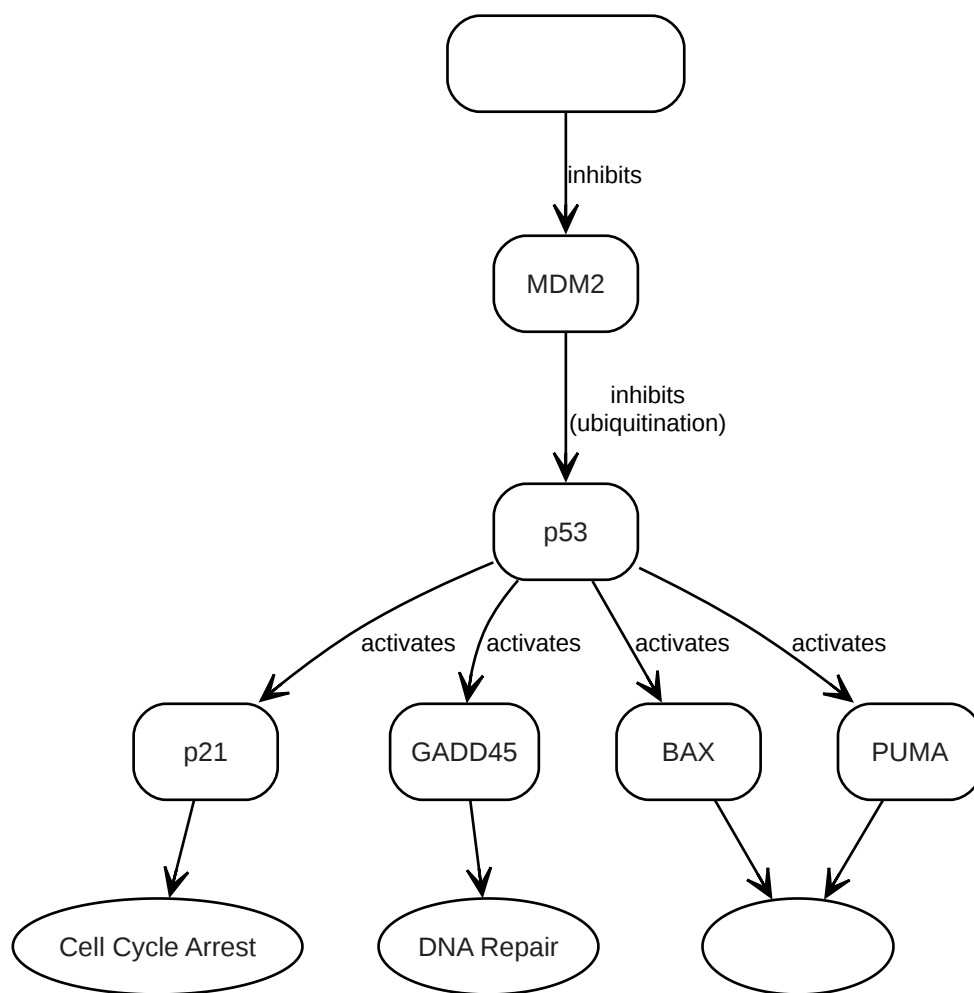 inhibits
MDM2
inhibits
(ubiquitination)
p53
activates
activates
activates
activates
p21
GADD45
BAX
PUMA
Cell Cycle Arrest
DNA Repair